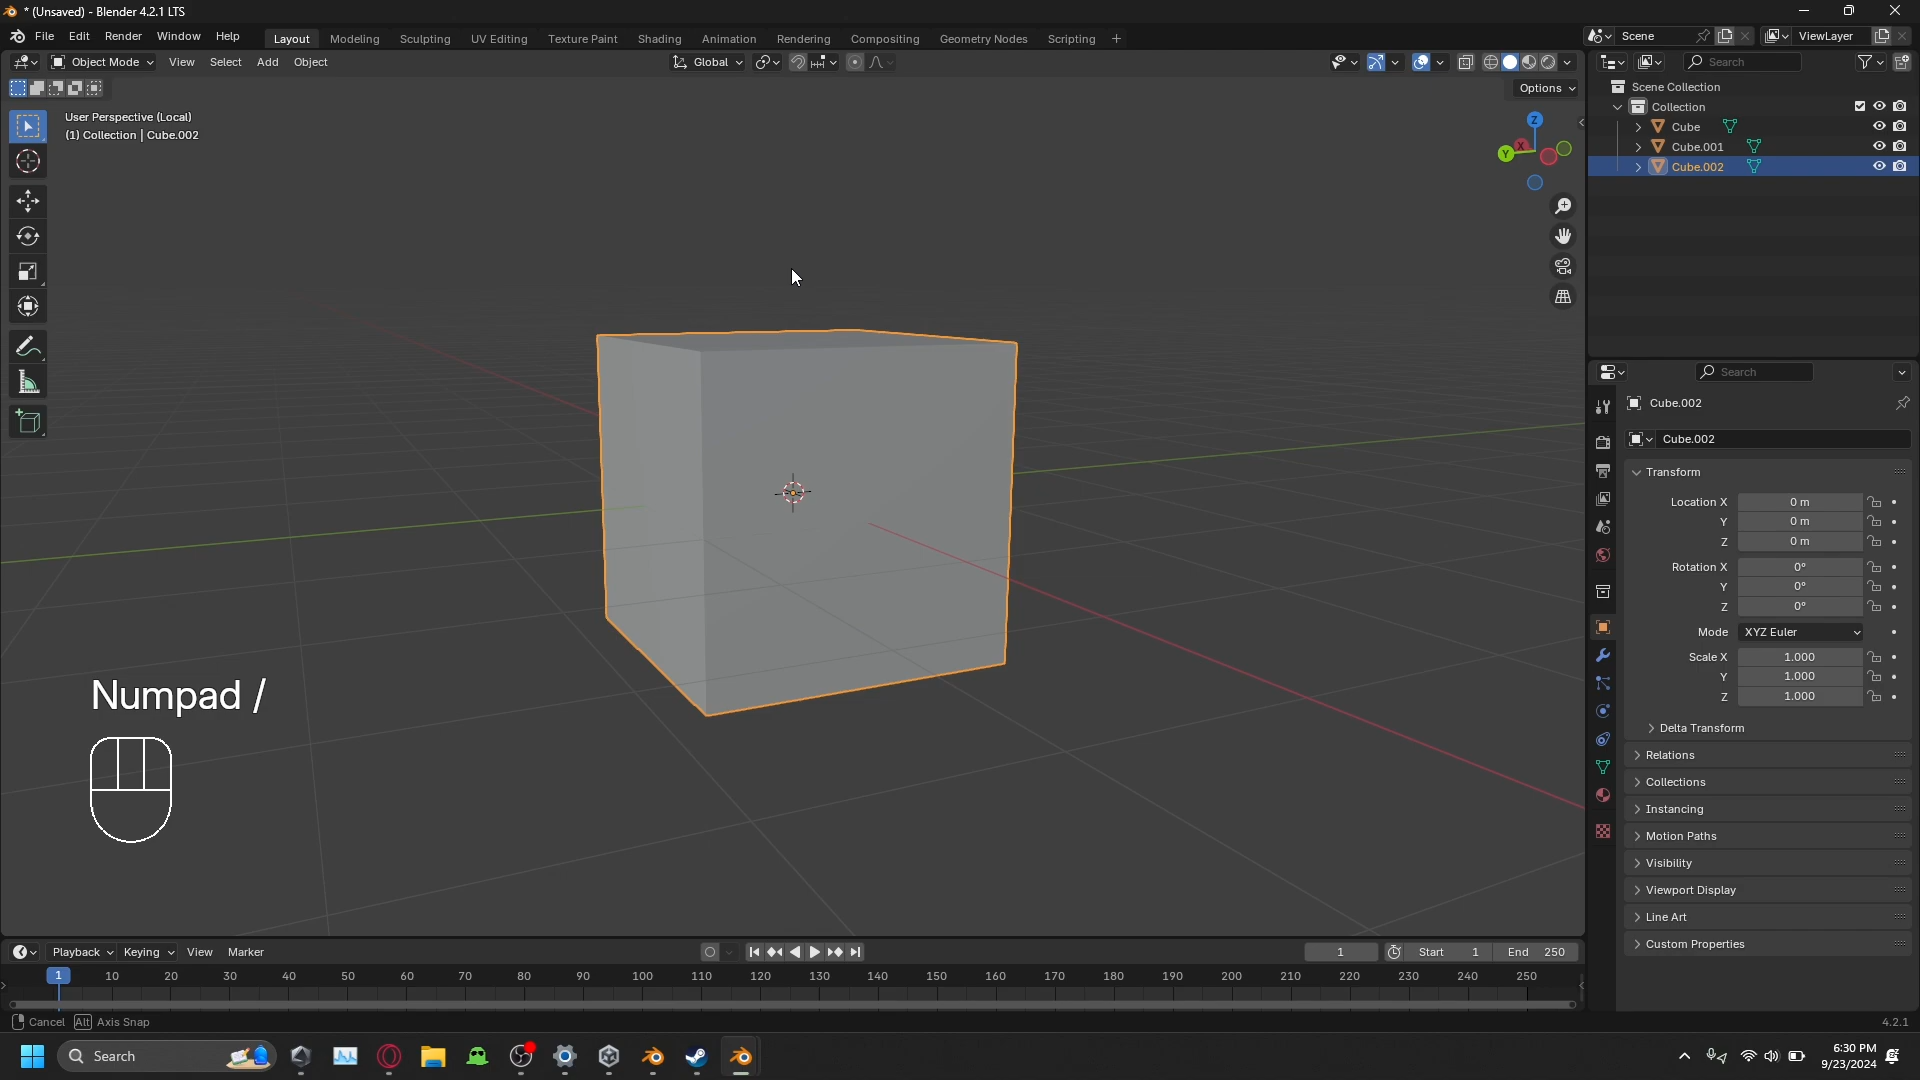 * (Unsaved) - Blender 4.2.1 LTS
File Edit Render Window Help
Layout Modeling Sculpting UV Editing Texture Paint Shading Animation Rendering Compositing Geometry Nodes Scripting +
Scene
ViewLayer
Object Mode View Select Add Object
Global
Search
Options
User Perspective (Local)
(1) Collection | Cube.002
Z
X
Y
Scene Collection
Collection
Cube
Cube.001
Cube.002
Search
Cube.002
Cube.002
Transform
Location X 0 m
Y 0 m
Z 0 m
Rotation X 0°
Y 0°
Z 0°
Mode XYZ Euler
Scale X 1.000
Y 1.000
Z 1.000
Delta Transform
Relations
Collections
Instancing
Motion Paths
Visibility
Viewport Display
Line Art
Custom Properties
Numpad /
Playback Keying View Marker
1
Start 1
End 250
1 10 20 30 40 50 60 70 80 90 100 110 120 130 140 150 160 170 180 190 200 210 220 230 240 250
Cancel Alt Axis Snap
4.2.1
Search
6:30 PM
9/23/2024